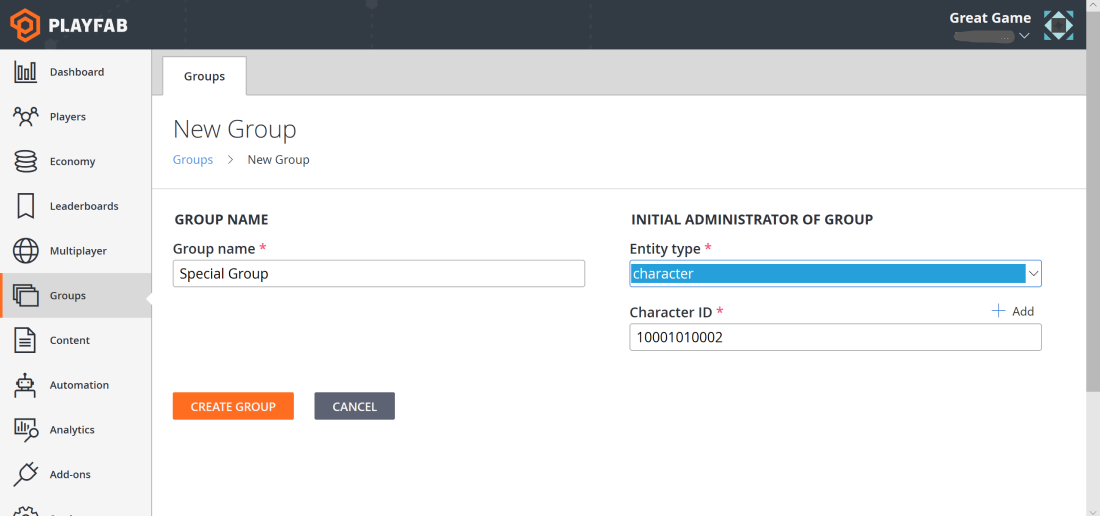 PLAYFAB
Great Game
Dashboard
Players
Economy
Leaderboards
Multiplayer
Groups
Content
Automation
Analytics
Add-ons
Groups
New Group
Groups > New Group
GROUP NAME
Group name *
Special Group
INITIAL ADMINISTRATOR OF GROUP
Entity type *
character
Character ID *
+ Add
10001010002
CREATE GROUP
CANCEL